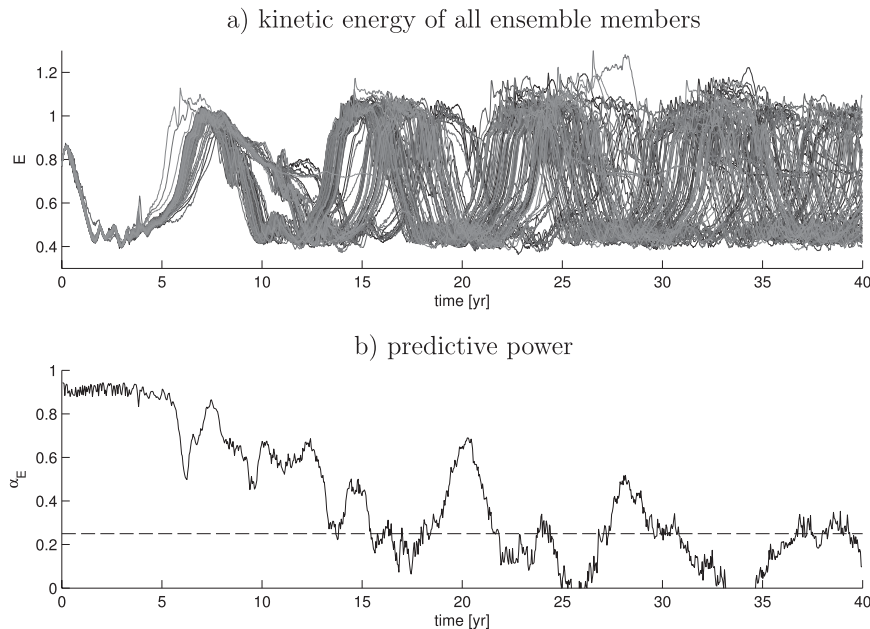 a) kinetic energy of all ensemble members
1.2
1
0.8
0.6
0.4
E
0 5 10 15 20 25 30 35 40
time [yr]
b) predictive power
1
0.8
0.6
0.4
0.2
0
α_E
0 5 10 15 20 25 30 35 40
time [yr]